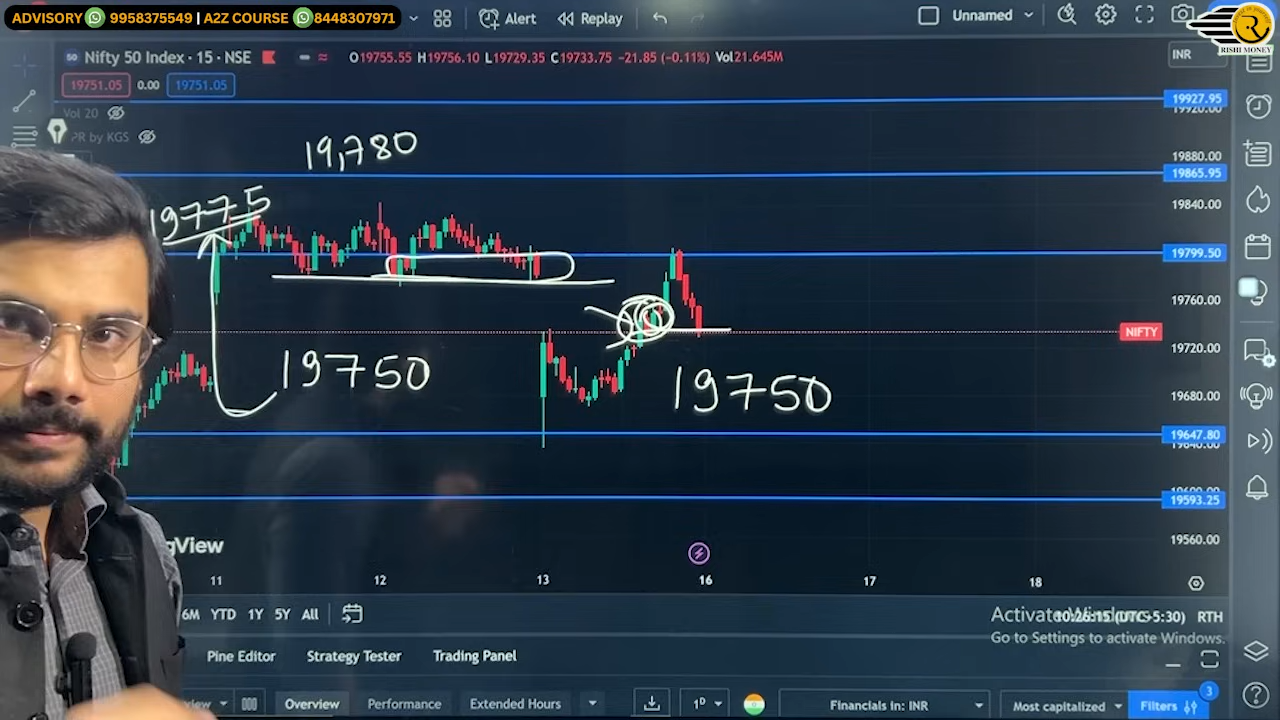 ADVISORY 9958375549 | A2Z COURSE 8448307971
Alert
Replay
Unnamed
RISHI MONEY
Nifty 50 Index · 15 · NSE O19755.55 H19756.10 L19729.35 C19733.75 -21.85 (-0.11%) Vol21.645M
INR
19751.05 0.00 19751.05
Vol 20
PR by KGS
19927.95
19920.00
19,780
19880.00
19865.95
19775
19840.00
19799.50
19760.00
NIFTY
19720.00
19750
19750
19680.00
19647.80
19640.00
19593.25
19560.00
gView
11 12 13 16 17 18
6M YTD 1Y 5Y All
10:26:15 (UTC+5:30) RTH
Activate Windows
Go to Settings to activate Windows.
Pine Editor Strategy Tester Trading Panel
Overview Performance Extended Hours 1D Financials in: INR Most capitalized Filters 3